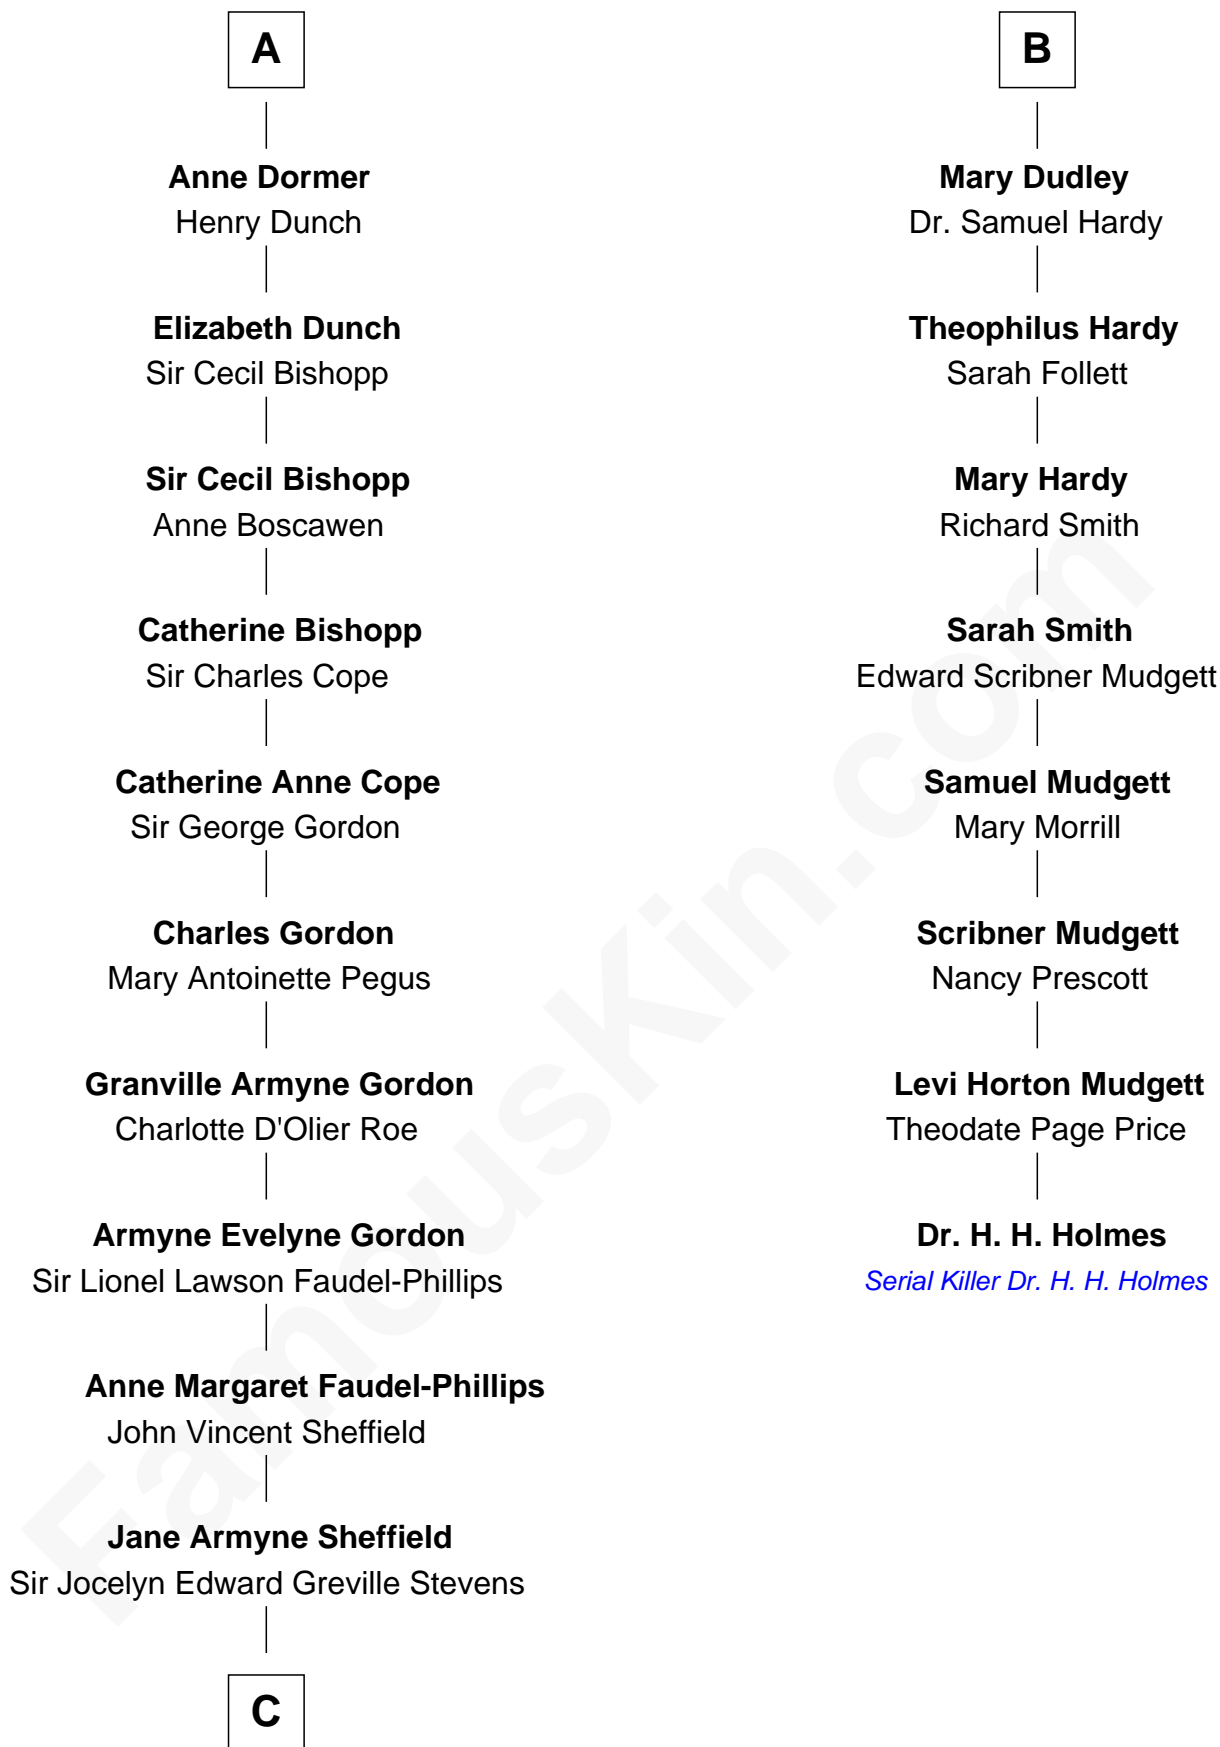 A
Anne Dormer
Henry Dunch
Elizabeth Dunch
Sir Cecil Bishopp
Sir Cecil Bishopp
Anne Boscawen
Catherine Bishopp
Sir Charles Cope
Catherine Anne Cope
Sir George Gordon
Charles Gordon
Mary Antoinette Pegus
Granville Armyne Gordon
Charlotte D'Olier Roe
Armyne Evelyne Gordon
Sir Lionel Lawson Faudel-Phillips
Anne Margaret Faudel-Phillips
John Vincent Sheffield
Jane Armyne Sheffield
Sir Jocelyn Edward Greville Stevens
C
B
Mary Dudley
Dr. Samuel Hardy
Theophilus Hardy
Sarah Follett
Mary Hardy
Richard Smith
Sarah Smith
Edward Scribner Mudgett
Samuel Mudgett
Mary Morrill
Scribner Mudgett
Nancy Prescott
Levi Horton Mudgett
Theodate Page Price
Dr. H. H. Holmes
Serial Killer Dr. H. H. Holmes
FamousKin.com